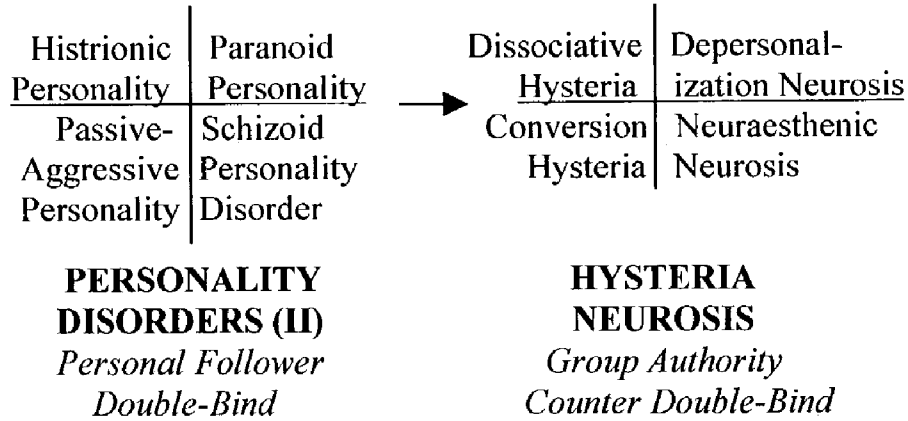 Histrionic Paranoid
Personality Personality
Passive- Schizoid
Aggressive Personality
Personality Disorder
PERSONALITY
DISORDERS (II)
Personal Follower
Double-Bind
Dissociative Depersonal-
Hysteria ization Neurosis
Conversion Neuraesthenic
Hysteria Neurosis
HYSTERIA
NEUROSIS
Group Authority
Counter Double-Bind